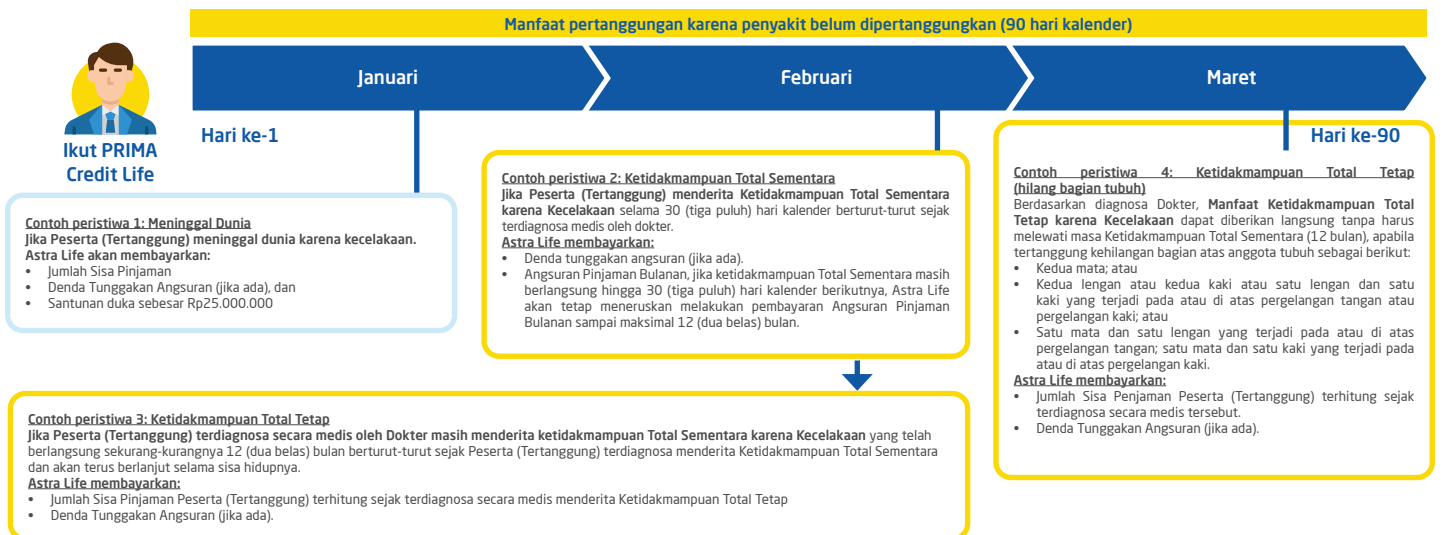 Manfaat pertanggungan karena penyakit belum dipertanggungkan (90 hari kalender)
Januari
Februari
Maret
Hari ke-1
Hari ke-90
Ikut PRIMA
Credit Life
Contoh peristiwa 1: Meninggal Dunia
Jika Peserta (Tertanggung) meninggal dunia karena kecelakaan.
Astra Life akan membayarkan:
• Jumlah Sisa Pinjaman
• Denda Tunggakan Angsuran (jika ada), dan
• Santunan duka sebesar Rp25.000.000
Contoh peristiwa 2: Ketidakmampuan Total Sementara
Jika Peserta (Tertanggung) menderita Ketidakmampuan Total Sementara
karena Kecelakaan selama 30 (tiga puluh) hari kalender berturut-turut sejak
terdiagnosa medis oleh dokter.
Astra Life membayarkan:
• Denda tunggakan angsuran (jika ada).
• Angsuran Pinjaman Bulanan, jika ketidakmampuan Total Sementara masih
berlangsung hingga 30 (tiga puluh) hari kalender berikutnya, Astra Life
akan tetap meneruskan melakukan pembayaran Angsuran Pinjaman
Bulanan sampai maksimal 12 (dua belas) bulan.
Contoh peristiwa 4: Ketidakmampuan Total Tetap
(hilang bagian tubuh)
Berdasarkan diagnosa Dokter, Manfaat Ketidakmampuan Total
Tetap karena Kecelakaan dapat diberikan langsung tanpa harus
melewati masa Ketidakmampuan Total Sementara (12 bulan), apabila
tertanggung kehilangan bagian atas anggota tubuh sebagai berikut:
• Kedua mata; atau
• Kedua lengan atau kedua kaki atau satu lengan dan satu
kaki yang terjadi pada atau di atas pergelangan tangan atau
pergelangan kaki; atau
• Satu mata dan satu lengan yang terjadi pada atau di atas
pergelangan tangan; satu mata dan satu kaki yang terjadi pada
atau di atas pergelangan kaki.
Astra Life membayarkan:
• Jumlah Sisa Penjaman Peserta (Tertanggung) terhitung sejak
terdiagnosa secara medis tersebut.
• Denda Tunggakan Angsuran (jika ada).
Contoh peristiwa 3: Ketidakmampuan Total Tetap
Jika Peserta (Tertanggung) terdiagnosa secara medis oleh Dokter masih menderita ketidakmampuan Total Sementara karena Kecelakaan yang telah
berlangsung sekurang-kurangnya 12 (dua belas) bulan berturut-turut sejak Peserta (Tertanggung) terdiagnosa menderita Ketidakmampuan Total Sementara
dan akan terus berlanjut selama sisa hidupnya.
Astra Life membayarkan:
• Jumlah Sisa Pinjaman Peserta (Tertanggung) terhitung sejak terdiagnosa secara medis menderita Ketidakmampuan Total Tetap
• Denda Tunggakan Angsuran (jika ada).